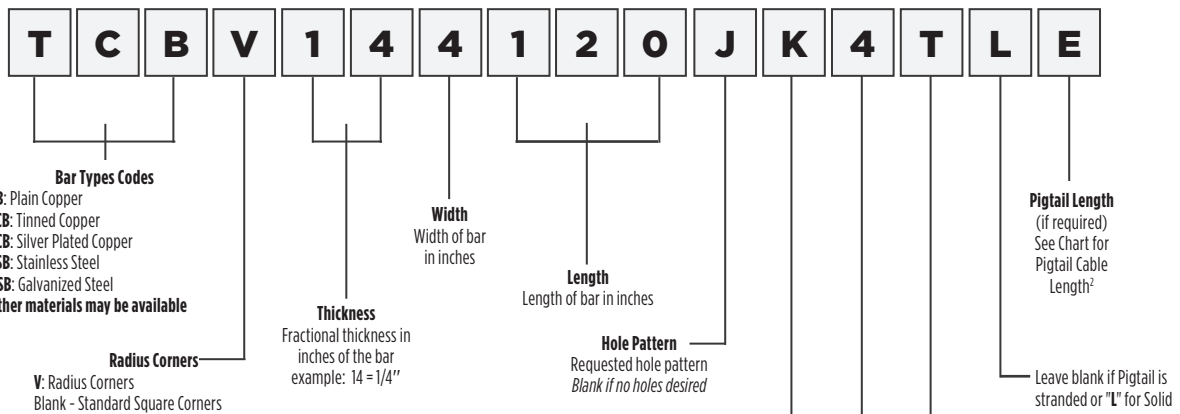 T C B V 1 4 4 1 2 0 J K 4 T L E
Bar Types Codes
B: Plain Copper
CB: Tinned Copper
CB: Silver Plated Copper
SB: Stainless Steel
SB: Galvanized Steel
ther materials may be available
Radius Corners
V: Radius Corners
Blank - Standard Square Corners
Thickness
Fractional thickness in
inches of the bar
example: 14 = 1/4"
Width
Width of bar
in inches
Length
Length of bar in inches
Hole Pattern
Requested hole pattern
Blank if no holes desired
Pigtail Length
(if required)
See Chart for
Pigtail Cable
Length²
Leave blank if Pigtail is
stranded or "L" for Solid